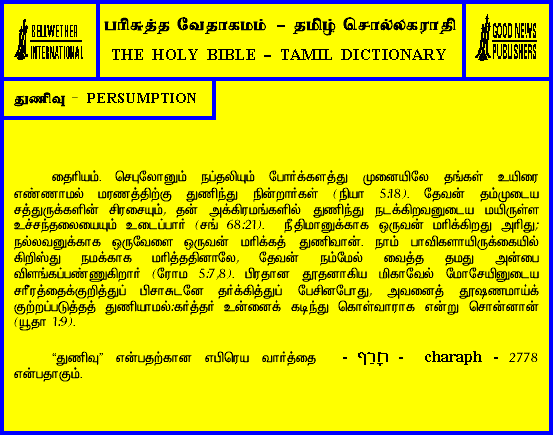 BELLWETHER
INTERNATIONAL
பரிசுத்த வேதாகமம் – தமிழ் சொல்லகராதி
THE HOLY BIBLE – TAMIL DICTIONARY
GOOD NEWS
PUBLISHERS
துணிவு – PERSUMPTION
தைரியம். செபுலோனும் நப்தலியும் போர்க்களத்து முனையிலே தங்கள் உயிரை
எண்ணாமல் மரணத்திற்கு துணிந்து நின்றார்கள் (நியா 5:18). தேவன் தம்முடைய
சத்துருக்களின் சிரசையும், தன் அக்கிரமங்களில் துணிந்து நடக்கிறவனுடைய மயிருள்ள
உச்சந்தலையையும் உடைப்பார் (சங் 68:21). நீதிமானுக்காக ஒருவன் மரிக்கிறது அரிது;
நல்லவனுக்காக ஒருவேளை ஒருவன் மரிக்கத் துணிவான். நாம் பாவிகளாயிருக்கையில்
கிறிஸ்து நமக்காக மரித்ததினாலே, தேவன் நம்மேல் வைத்த தமது அன்பை
விளங்கப்பண்ணுகிறார் (ரோம 5:7,8). பிரதான தூதனாகிய மிகாவேல் மோசேயினுடைய
சரீரத்தைக்குறித்துப் பிசாசுடனே தர்க்கித்துப் பேசினபோது, அவனைத் தூஷணமாய்க்
குற்றப்படுத்தத் துணியாமல்:கர்த்தர் உன்னைக் கடிந்து கொள்வாராக என்று சொன்னான்
(யூதா 1:9).
“துணிவு” என்பதற்கான எபிரெய வார்த்தை - חָרַף - charaph - 2778
என்பதாகும்.